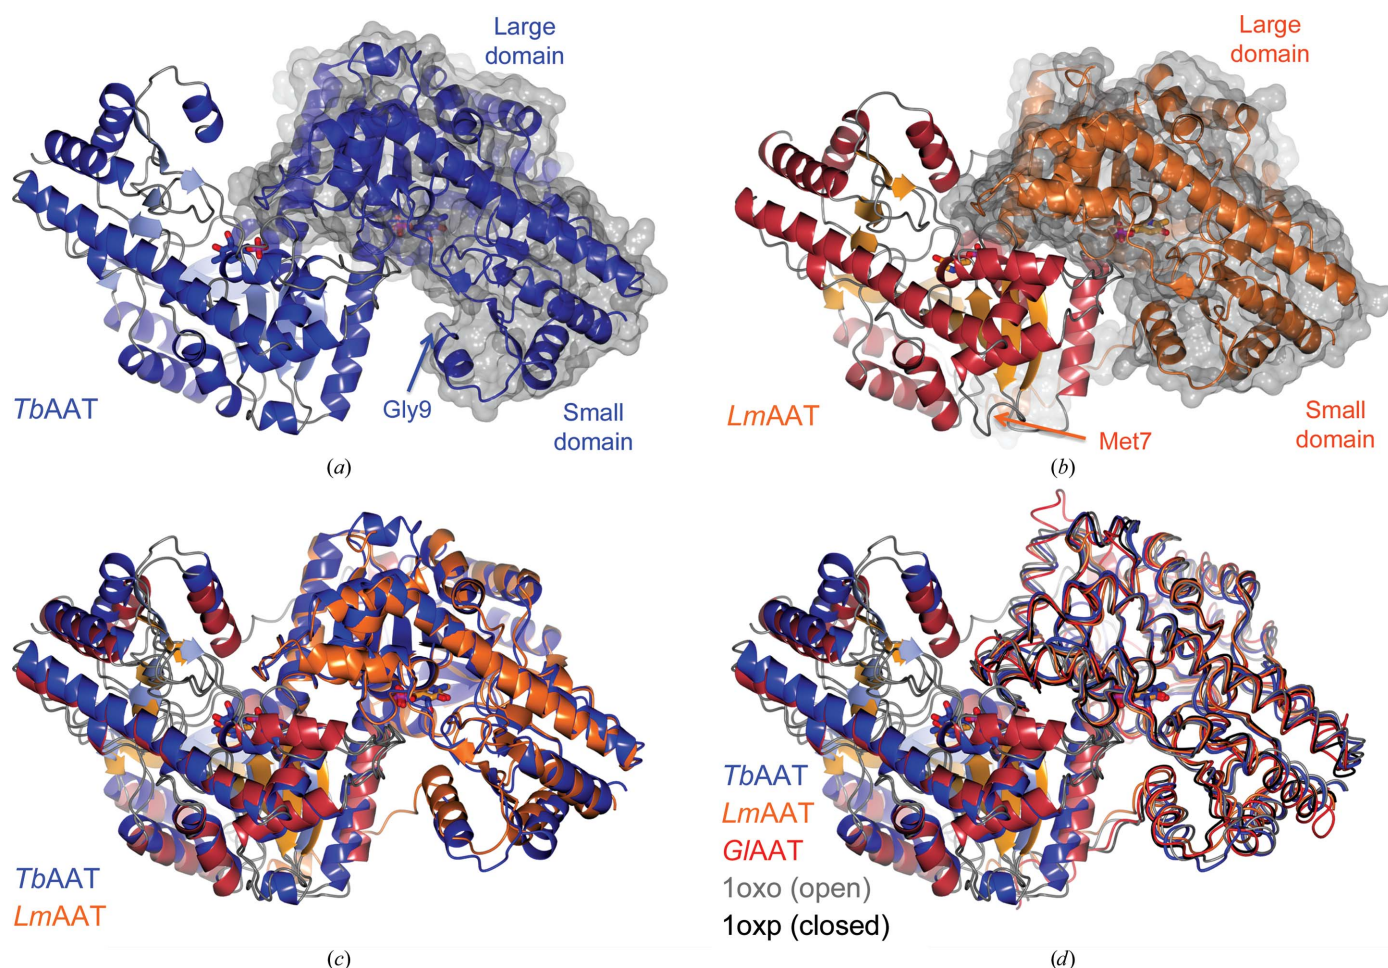 Large
domain
TbAAT
Gly9
Small
domain
(a)
Large
domain
LmAAT
Met7
Small
domain
(b)
TbAAT
LmAAT
(c)
TbAAT
LmAAT
GlAAT
1oxo (open)
1oxp (closed)
(d)